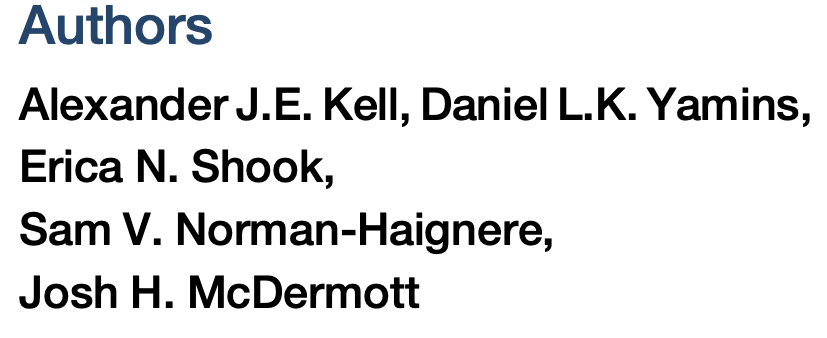 Authors
Alexander J.E. Kell, Daniel L.K. Yamins,
Erica N. Shook,
Sam V. Norman-Haignere,
Josh H. McDermott